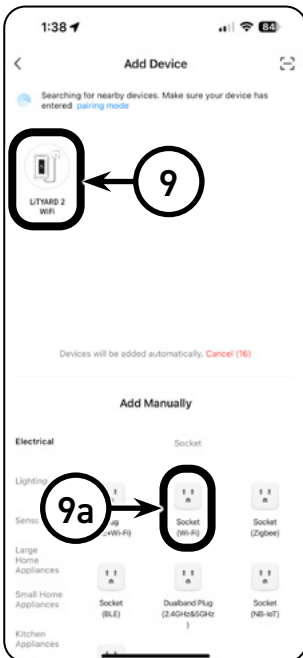 1:38
84
Add Device
Searching for nearby devices. Make sure your device has
entered pairing mode
LiTYARD 2
WiFi
9
Devices will be added automatically. Cancel (16)
Add Manually
Electrical
Socket
Lighting
9a
Socket
(Wi-Fi)
Socket
(Zigbee)
Large
Home
Appliances
Small Home
Appliances
Socket
(BLE)
Dualband Plug
(2.4GHz&5GHz
)
Socket
(NB-IoT)
Kitchen
Appliances